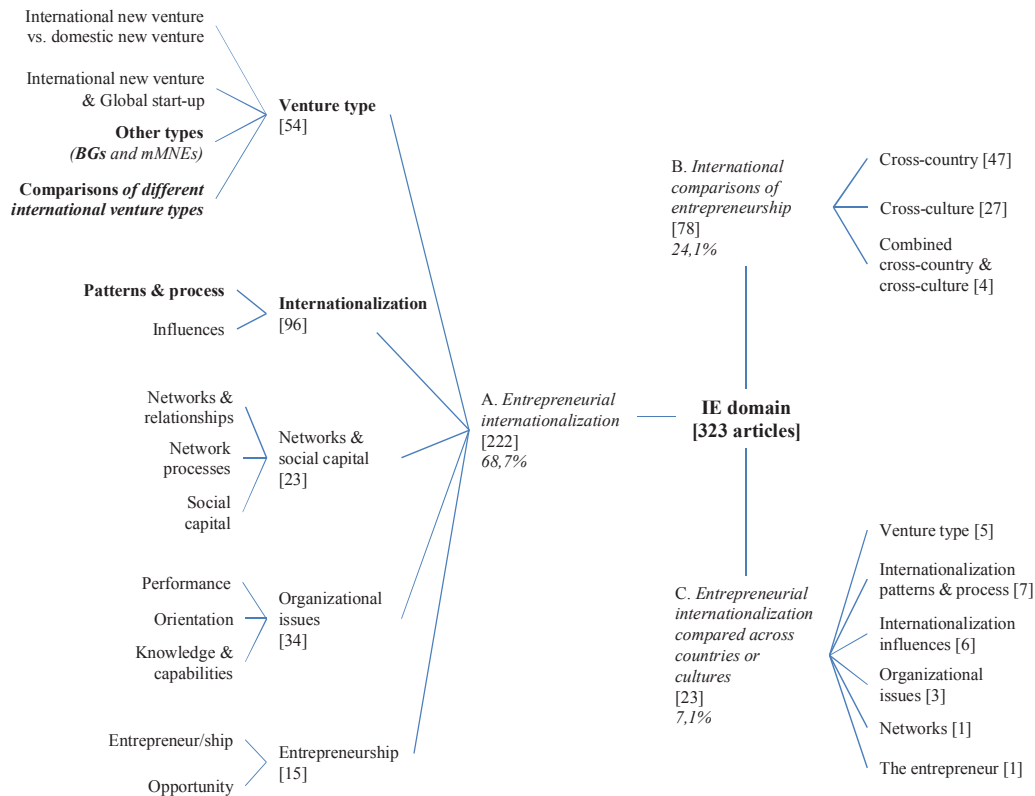 International new venture
vs. domestic new venture
International new venture
& Global start-up
Other types
(BGs and mMNEs)
Comparisons of different
international venture types
Venture type
[54]
Patterns & process
Influences
Internationalization
[96]
Networks &
relationships
Network
processes
Social
capital
Networks &
social capital
[23]
Performance
Orientation
Knowledge &
capabilities
Organizational
issues
[34]
Entrepreneur/ship
Opportunity
Entrepreneurship
[15]
A. Entrepreneurial
internationalization
[222]
68,7%
IE domain
[323 articles]
B. International
comparisons of
entrepreneurship
[78]
24,1%
Cross-country [47]
Cross-culture [27]
Combined
cross-country &
cross-culture [4]
C. Entrepreneurial
internationalization
compared across
countries or
cultures
[23]
7,1%
Venture type [5]
Internationalization
patterns & process [7]
Internationalization
influences [6]
Organizational
issues [3]
Networks [1]
The entrepreneur [1]